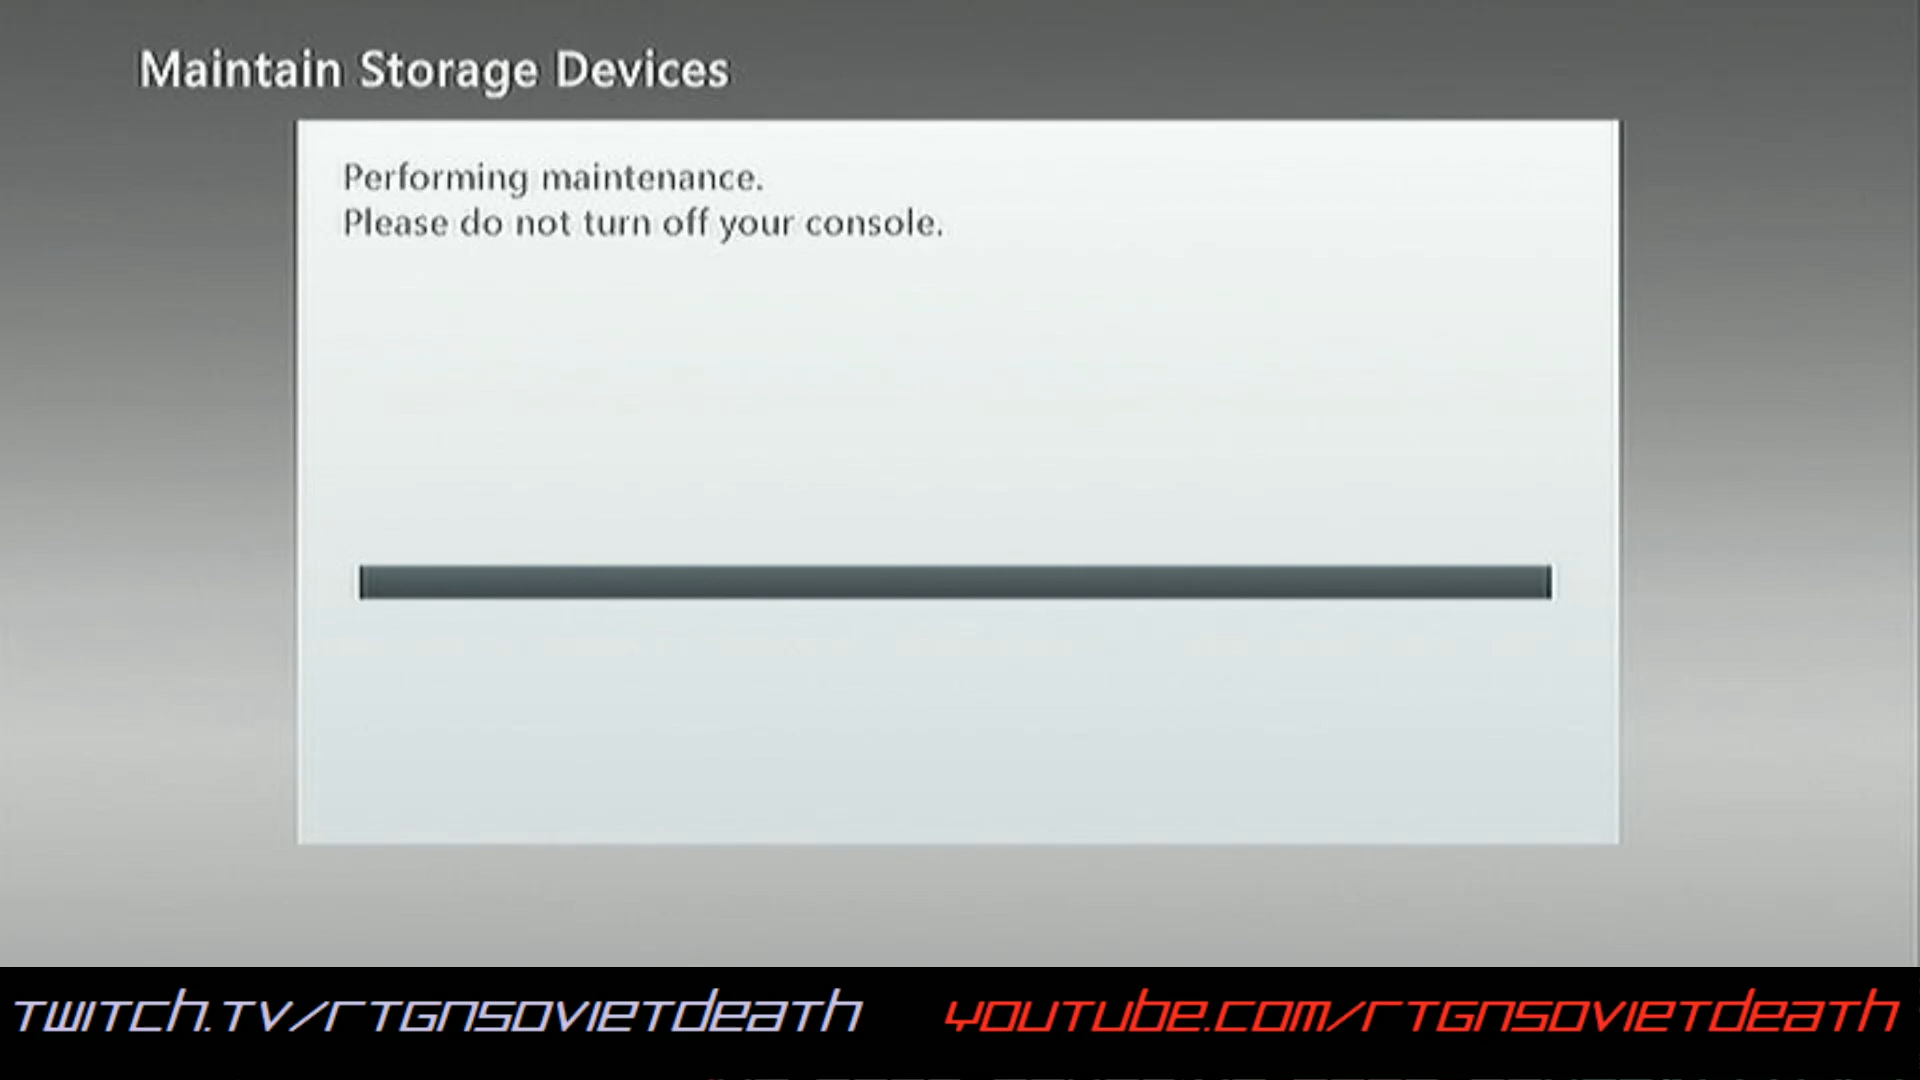 Maintain Storage Devices
Performing maintenance.
Please do not turn off your console.
Twitch.tv/rTGnSovietdeath youtube.com/rTGnSovietdeath